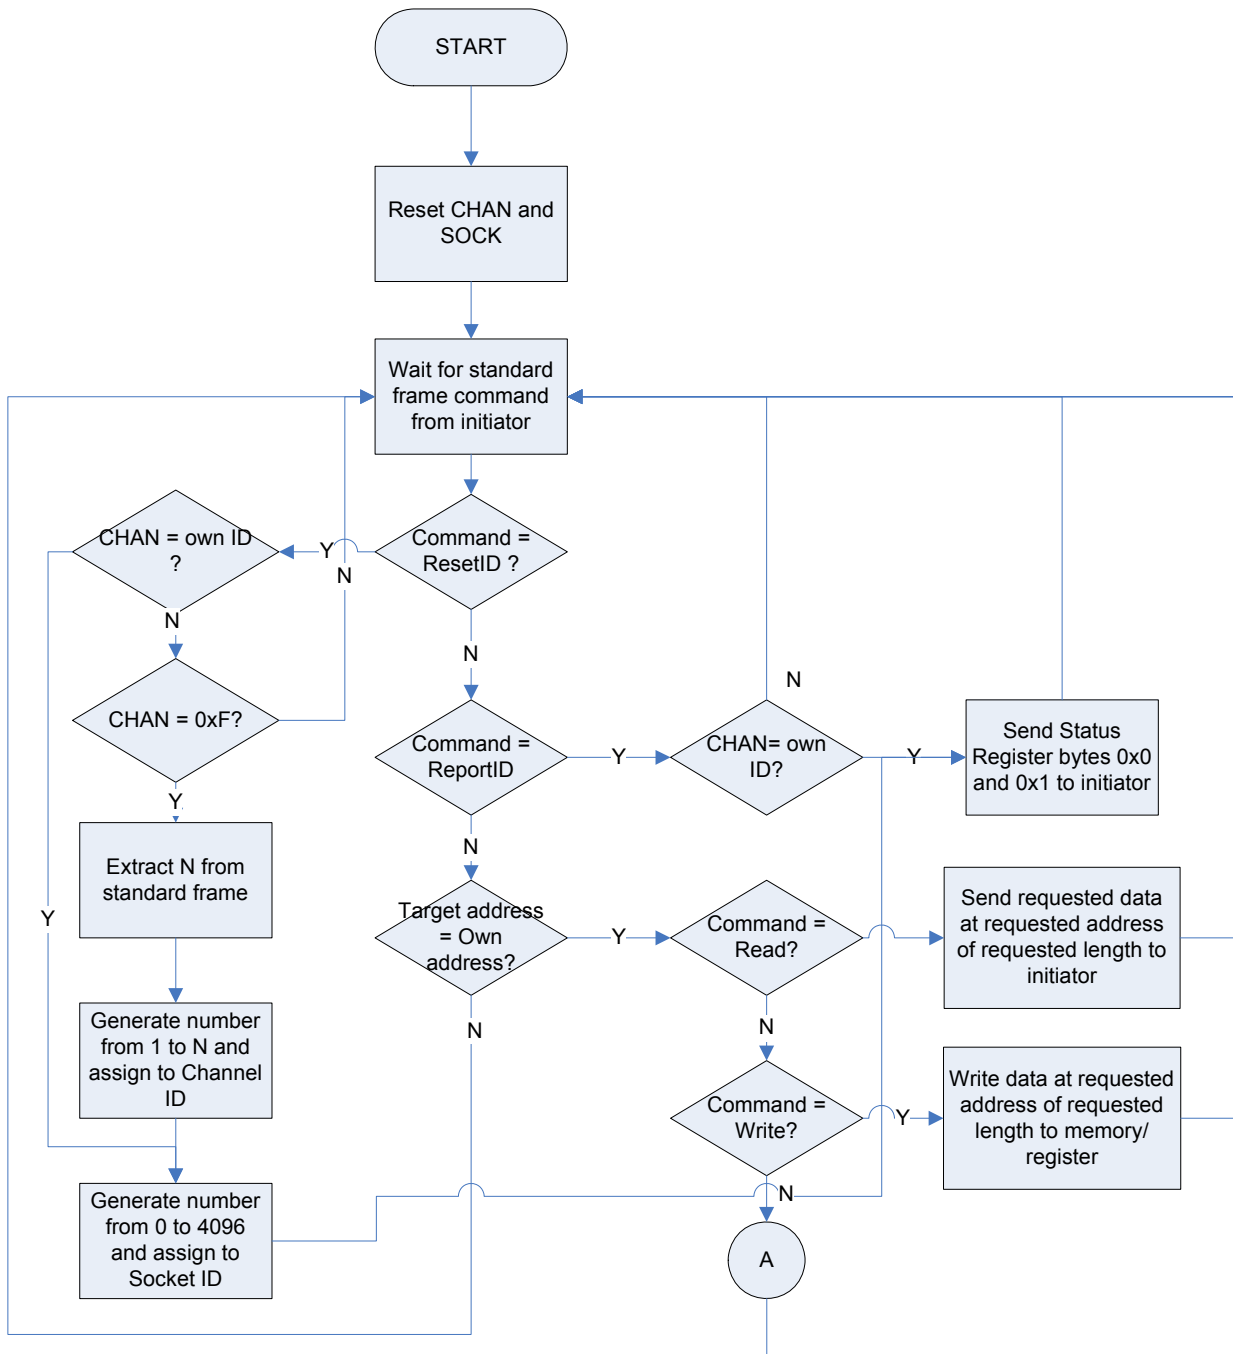 START
Reset CHAN and
SOCK
Wait for standard
frame command
from initiator
CHAN = own ID
?
Y
Command =
ResetID ?
N
N
N
CHAN = 0xF?
Command =
ReportID
Y
CHAN= own
ID?
N
Y
Send Status
Register bytes 0x0
and 0x1 to initiator
Y
Extract N from
standard frame
N
Y
Target address
= Own
address?
Y
Command =
Read?
Send requested data
at requested address
of requested length to
initiator
Generate number
from 1 to N and
assign to Channel
ID
N
N
Command =
Write?
Y
Write data at requested
address of requested
length to memory/
register
Generate number
from 0 to 4096
and assign to
Socket ID
N
A